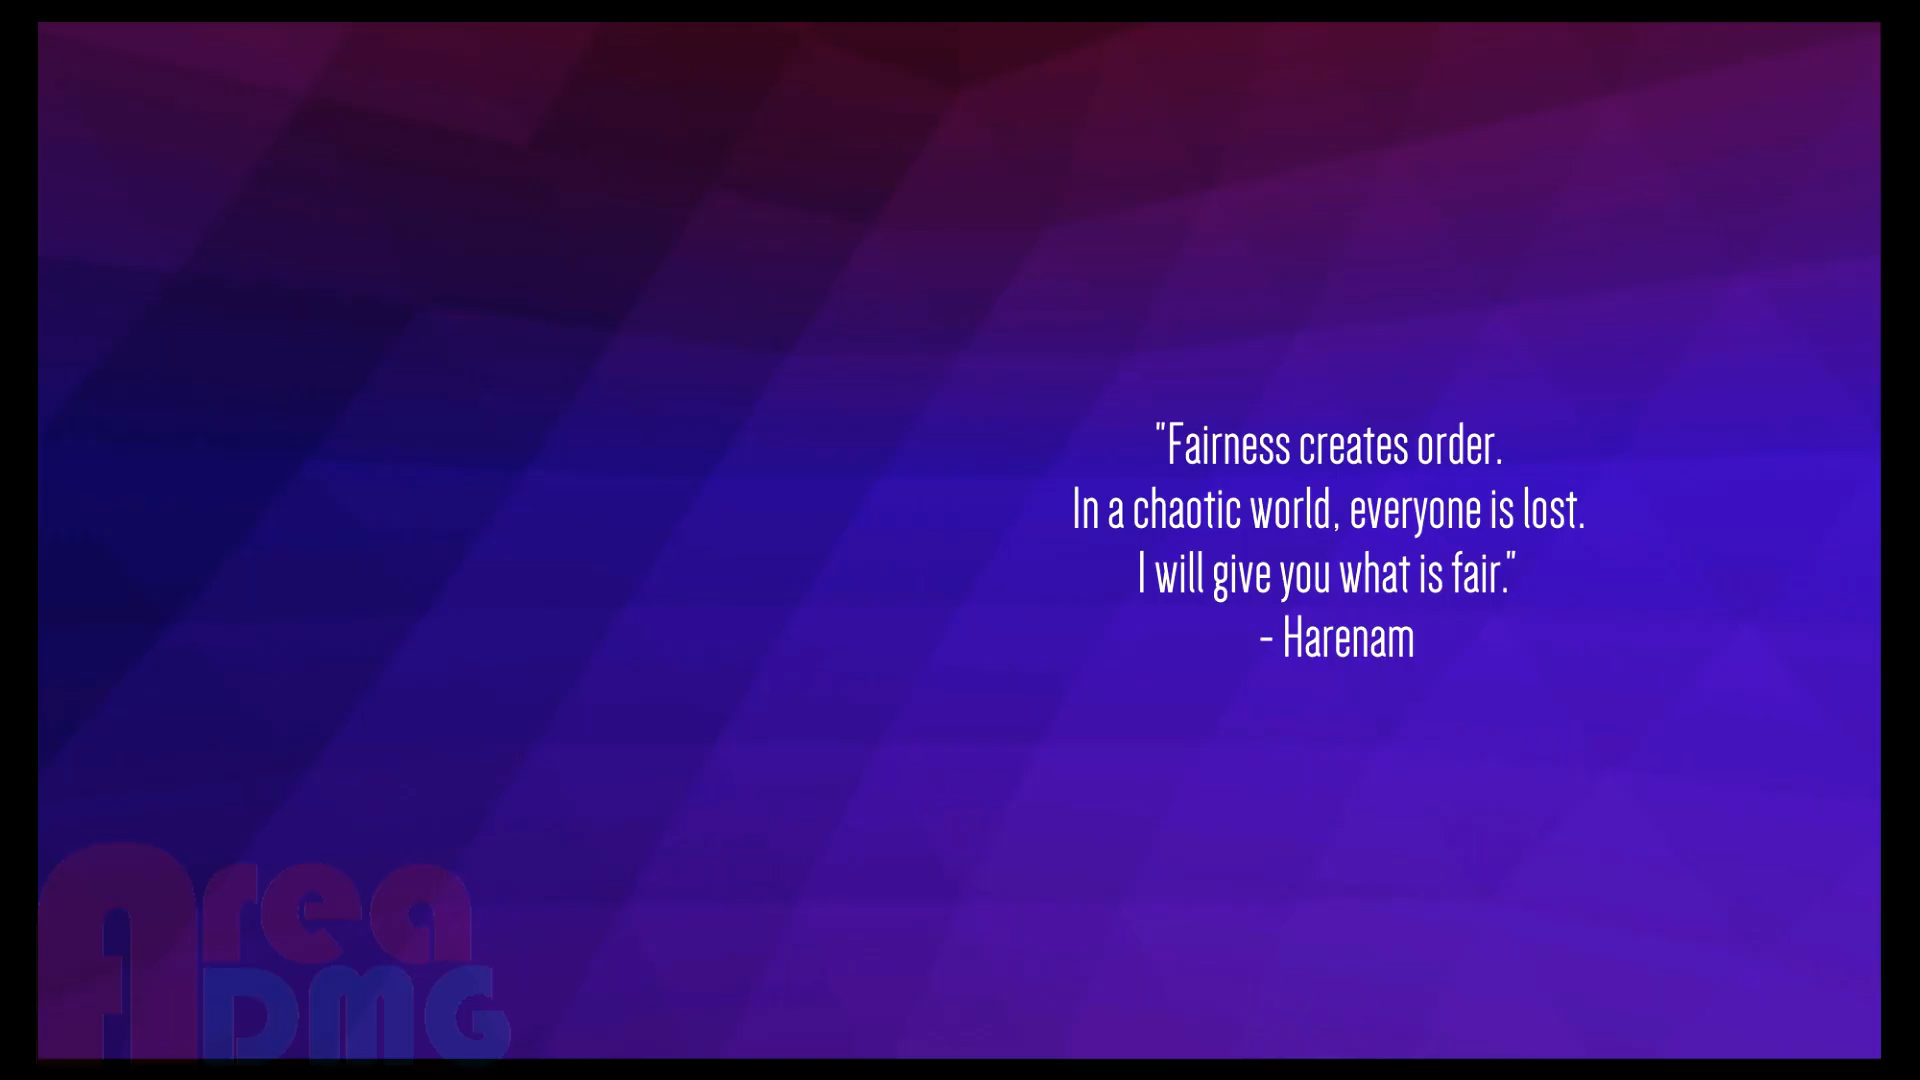 "Fairness creates order.
In a chaotic world, everyone is lost.
I will give you what is fair."
- Harenam
Area
DMG